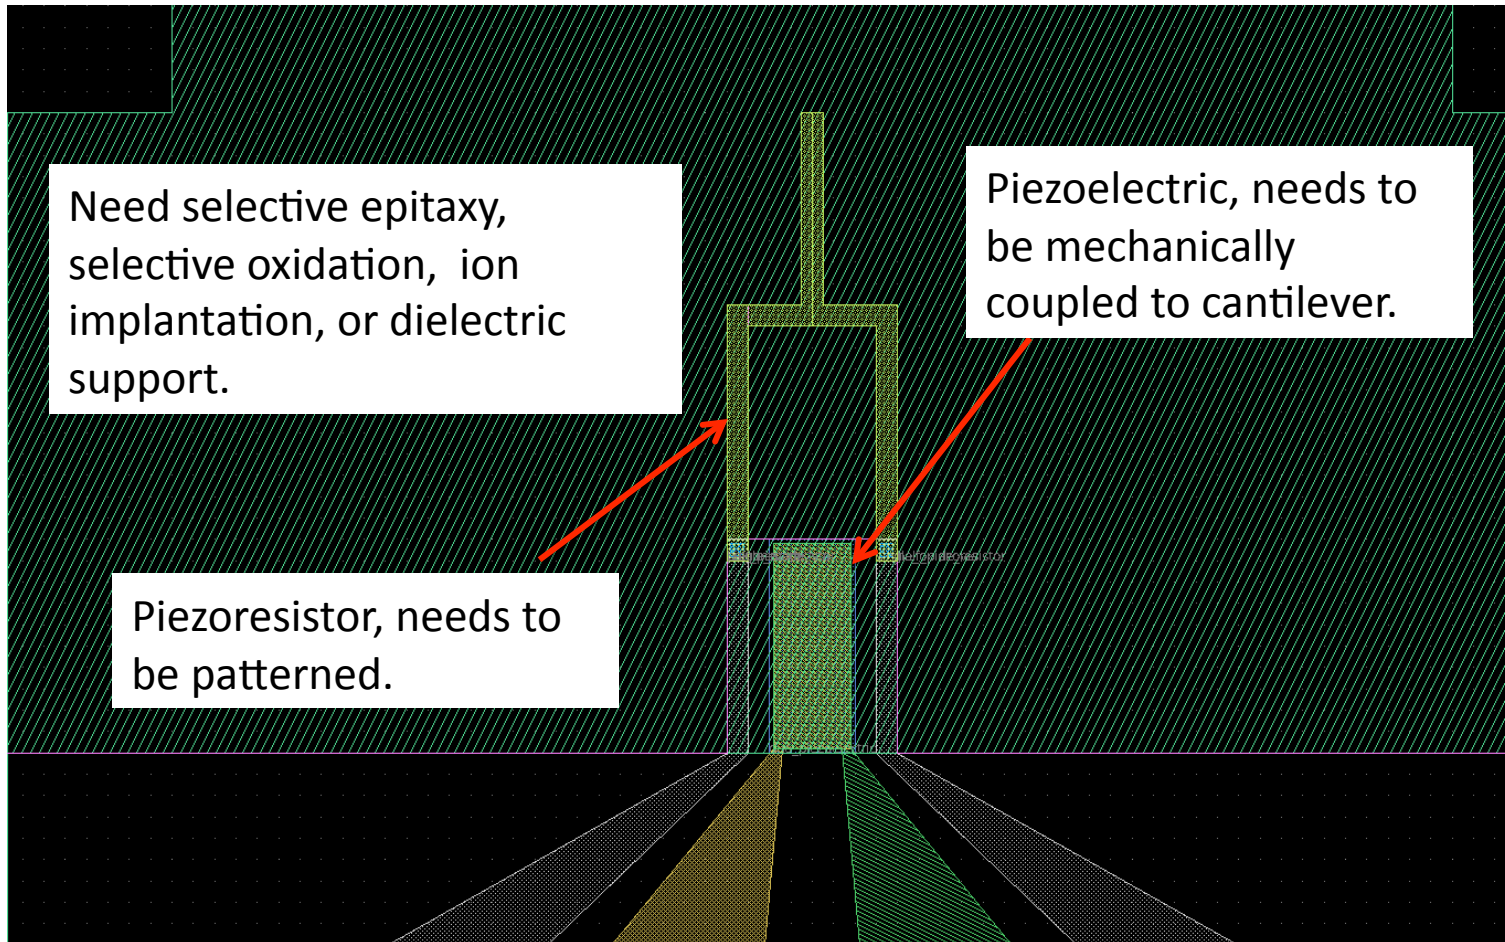 Need selective epitaxy,
selective oxidation,  ion
implantation, or dielectric
support.
Piezoelectric, needs to
be mechanically
coupled to cantilever.
Piezoresistor, needs to
be patterned.